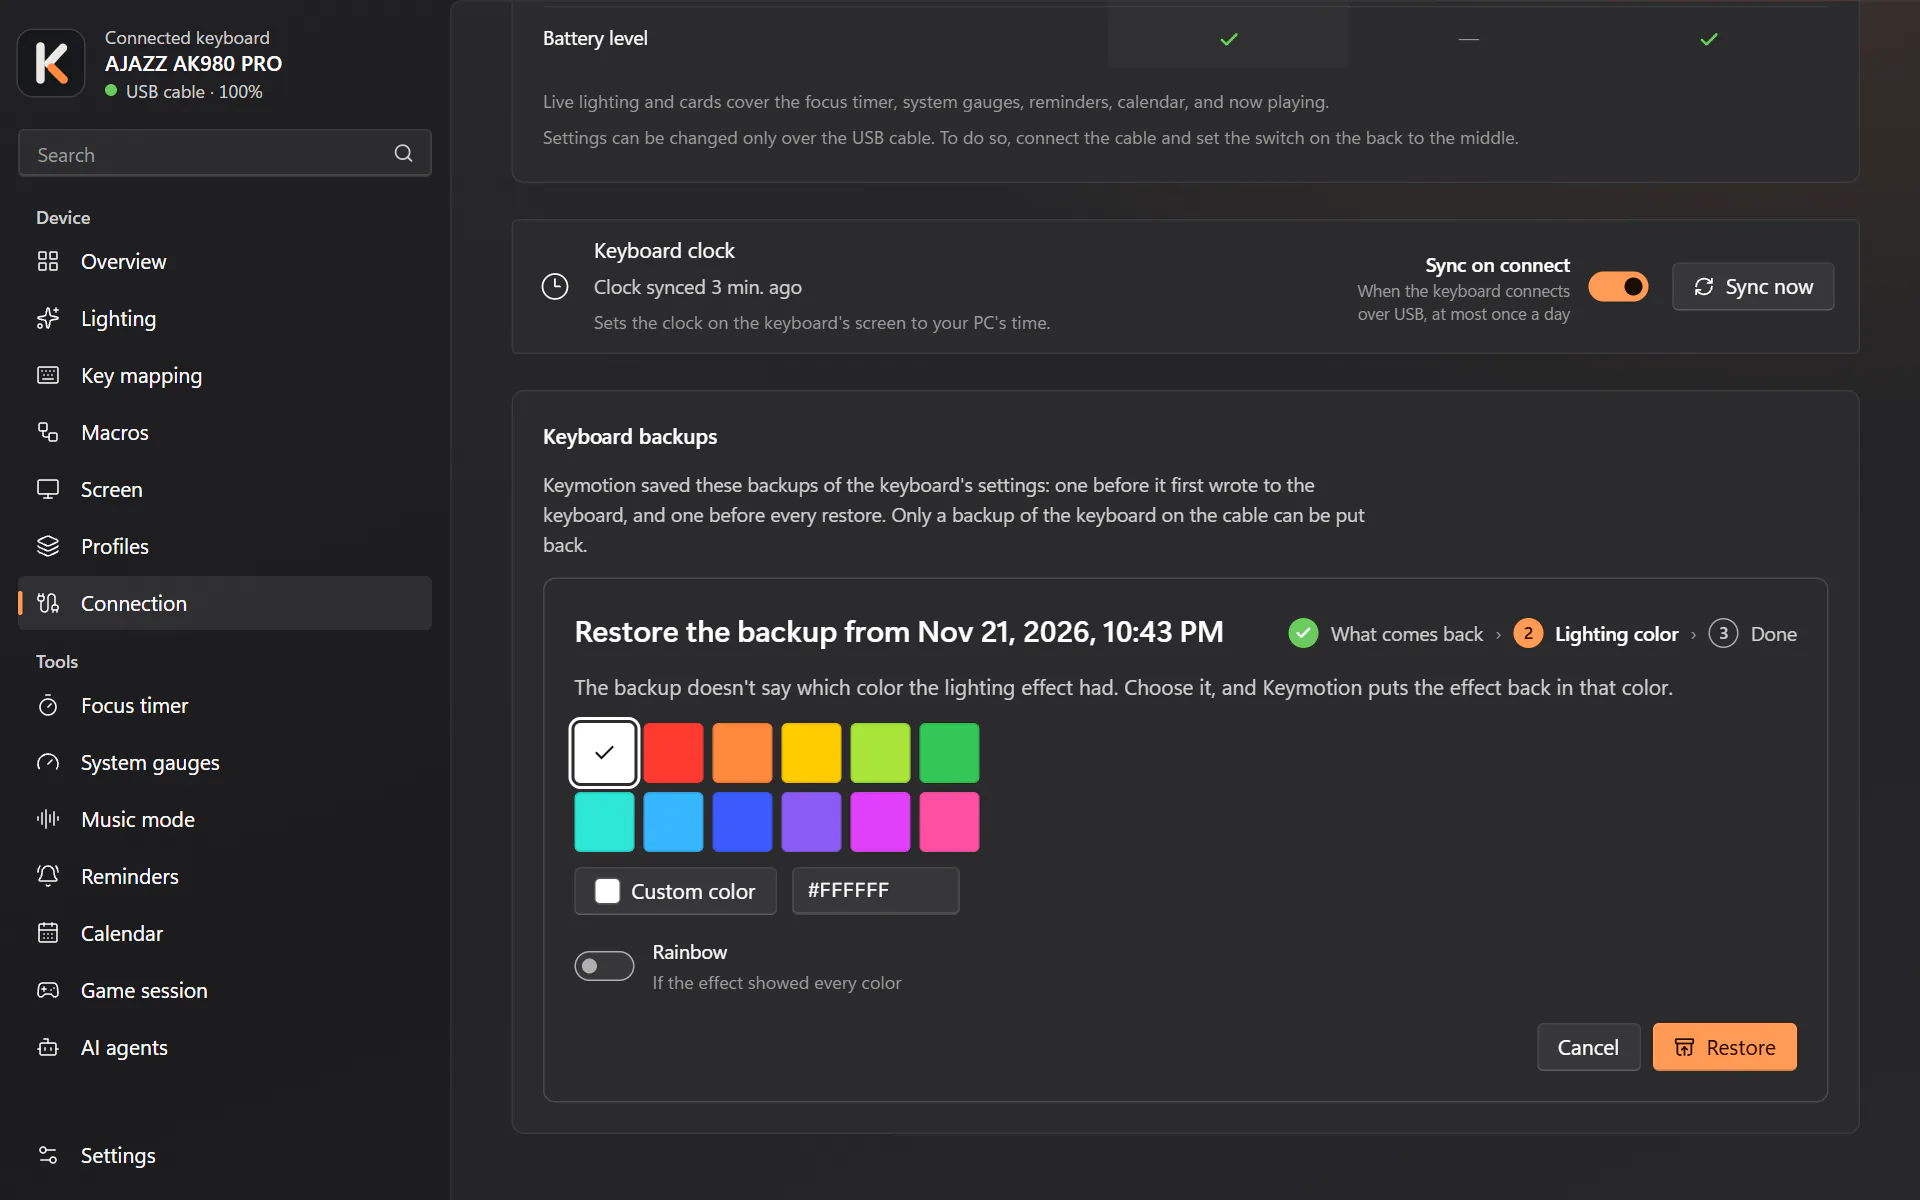 Connected keyboard
AJAZZ AK980 PRO
USB cable · 100%
Search
Device
Overview
Lighting
Key mapping
Macros
Screen
Profiles
Connection
Tools
Focus timer
System gauges
Music mode
Reminders
Calendar
Game session
AI agents
Settings
Battery level
—
Live lighting and cards cover the focus timer, system gauges, reminders, calendar, and now playing.
Settings can be changed only over the USB cable. To do so, connect the cable and set the switch on the back to the middle.
Keyboard clock
Clock synced 3 min. ago
Sets the clock on the keyboard's screen to your PC's time.
Sync on connect
When the keyboard connects
over USB, at most once a day
Sync now
Keyboard backups
Keymotion saved these backups of the keyboard's settings: one before it first wrote to the
keyboard, and one before every restore. Only a backup of the keyboard on the cable can be put
back.
Restore the backup from Nov 21, 2026, 10:43 PM
What comes back › 2 Lighting color › 3 Done
The backup doesn't say which color the lighting effect had. Choose it, and Keymotion puts the effect back in that color.
Custom color
#FFFFFF
Rainbow
If the effect showed every color
Cancel
Restore